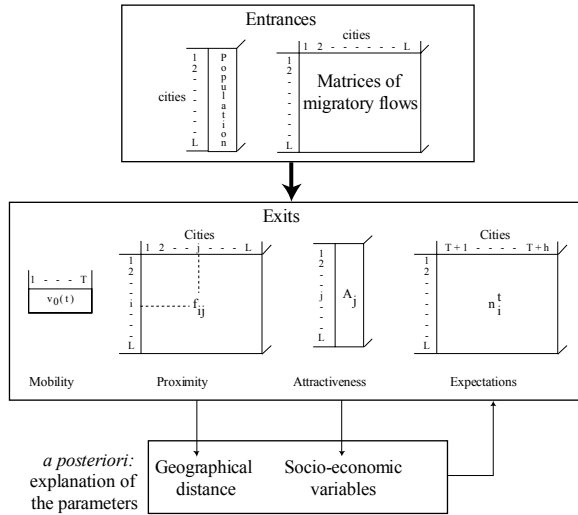 Entrances
cities
1 2 - - - - - - L
1
2
-
-
-
-
-
-
L
Population
cities
1
2
-
-
-
-
-
-
L
Matrices of
migratory flows
Exits
Cities
1 2 - - j - - - L
Cities
T + 1 - - - - T + h
1 - - - T
v0(t)
1
2
-
-
i
-
-
L
fij
1
2
-
-
j
-
-
L
Aj
1
2
-
-
i
-
-
L
n t i
Mobility
Proximity
Attractiveness
Expectations
a posteriori:
explanation of
the parameters
Geographical
distance
Socio-economic
variables